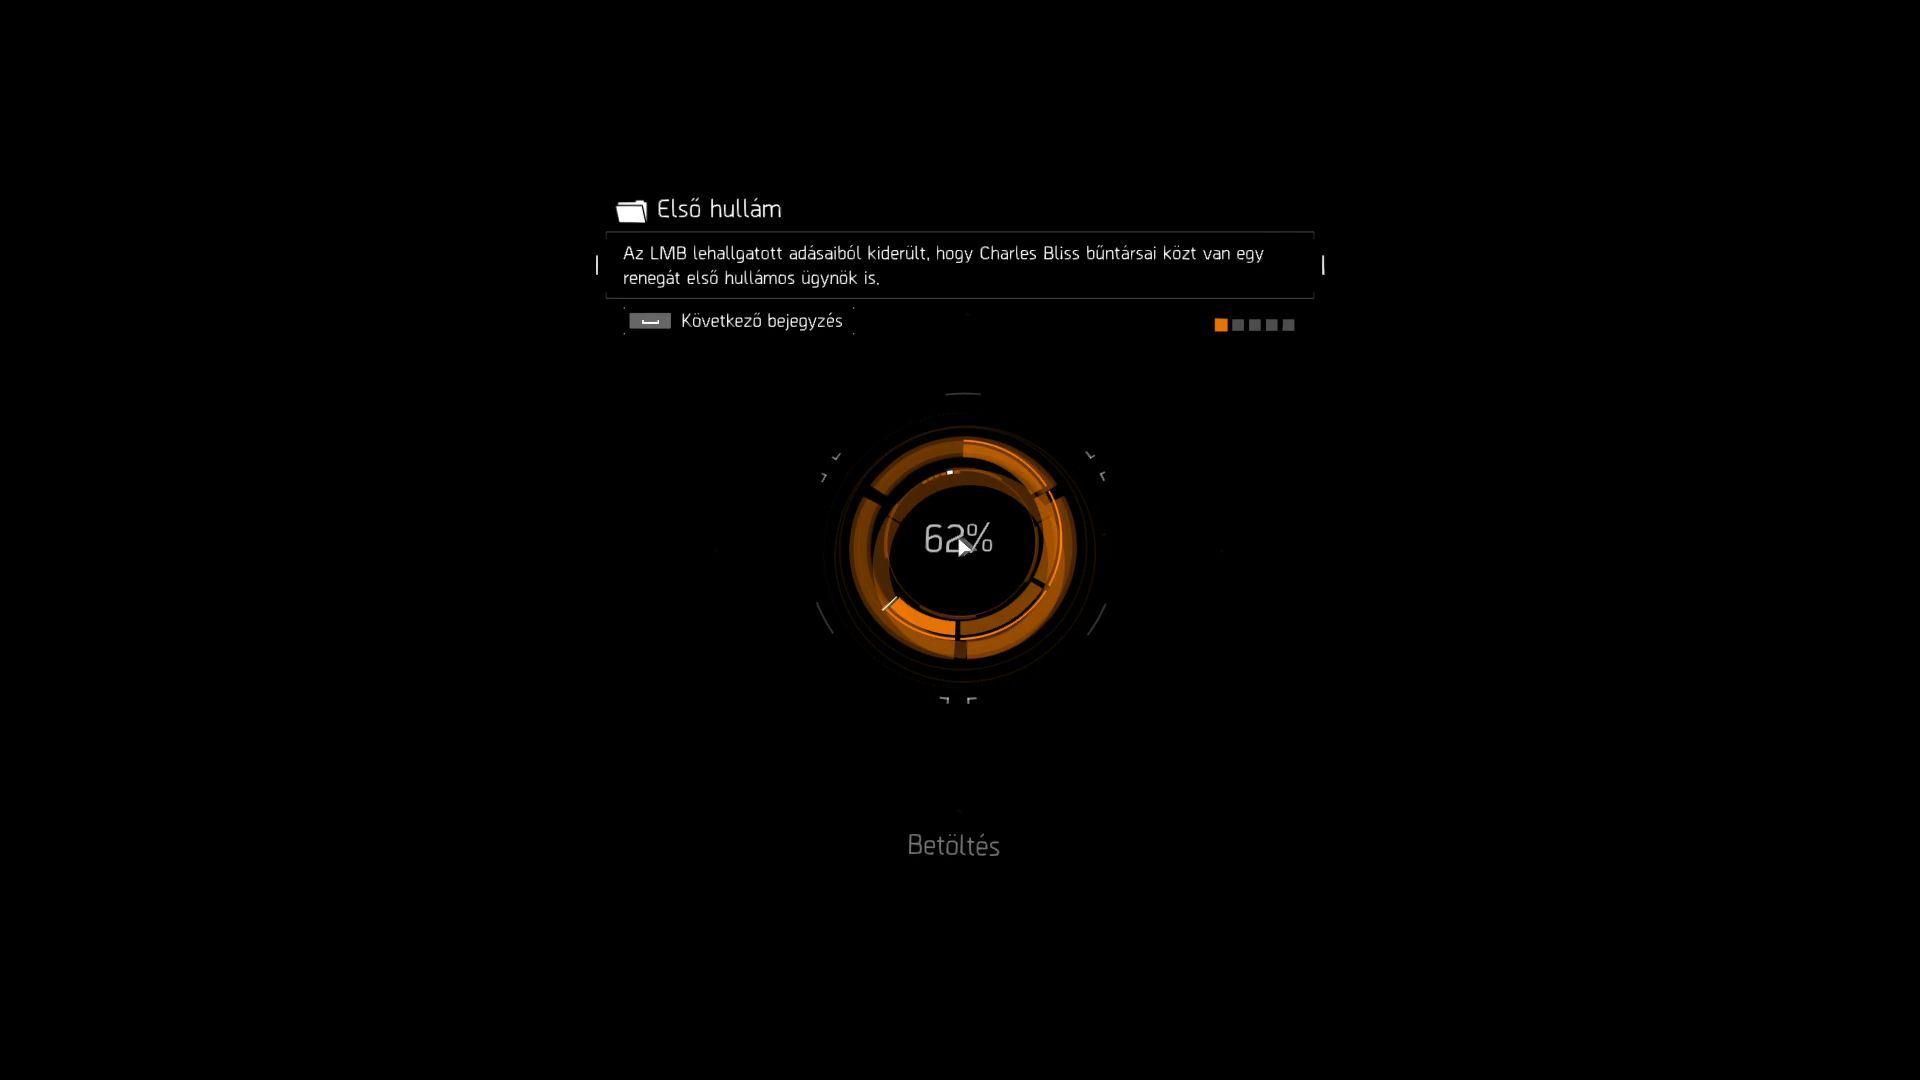 Első hullám
Az LMB lehallgatott adásaiból kiderült, hogy Charles Bliss bűntársai közt van egy
renegát első hullámos ügynök is.
Következő bejegyzés
62%
Betöltés